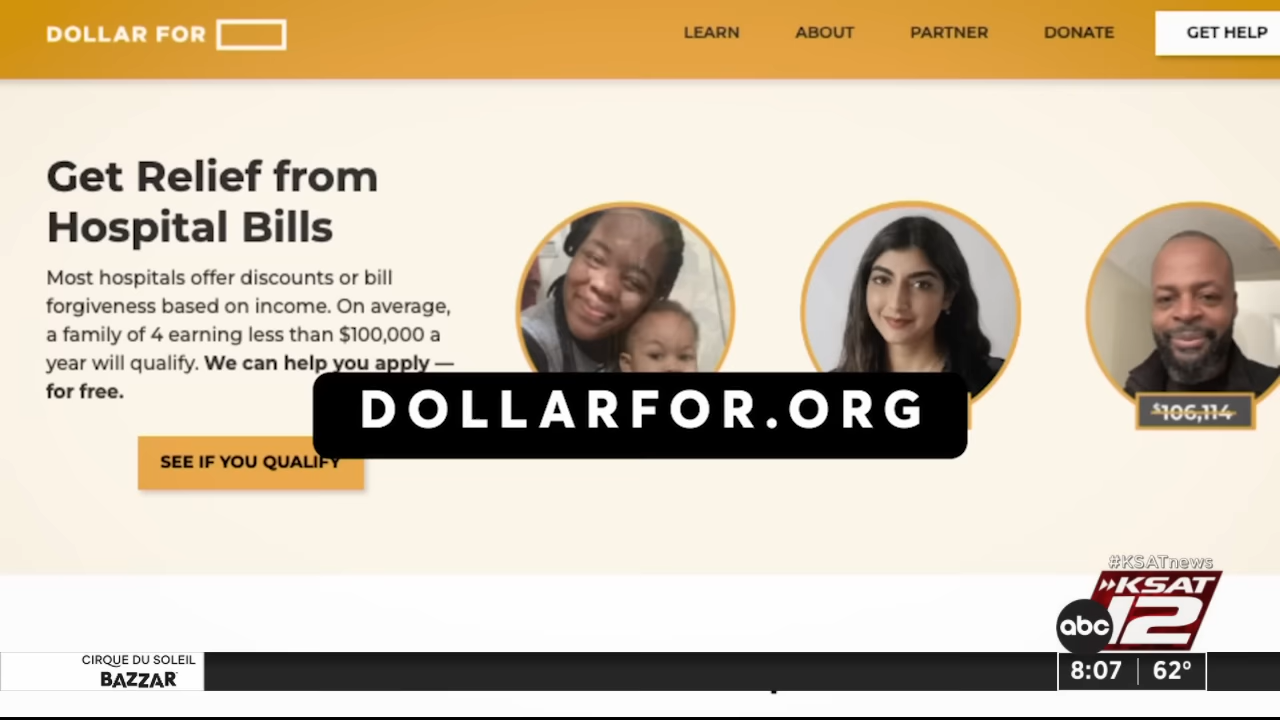 DOLLAR FOR
LEARN
ABOUT
PARTNER
DONATE
GET HELP
Get Relief from
Hospital Bills
Most hospitals offer discounts or bill
forgiveness based on income. On average,
a family of 4 earning less than $100,000 a
year will qualify. We can help you apply —
for free.
SEE IF YOU QUALIFY
$106,114
DOLLARFOR.ORG
#KSATnews
KSAT
12
abc
CIRQUE DU SOLEIL
BAZZAR
8:07
62°